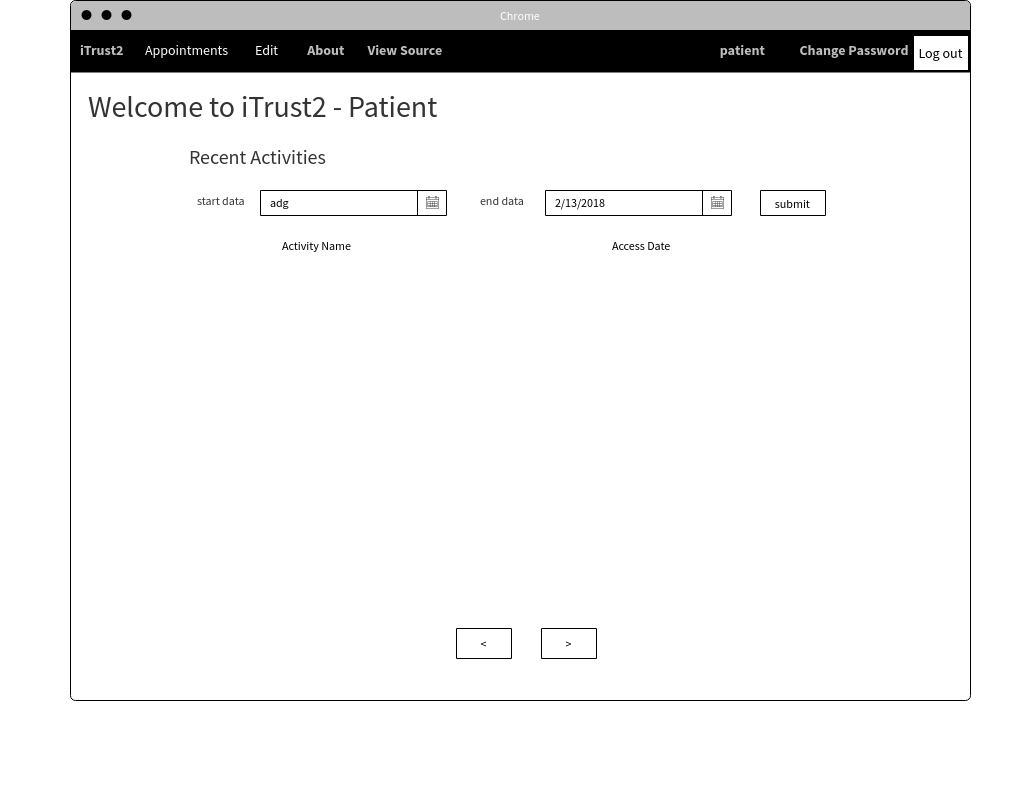 Chrome
iTrust2 Appointments Edit About View Source patient Change Password Log out
Welcome to iTrust2 - Patient
Recent Activities
start data adg end data 2/13/2018 submit
Activity Name Access Date
< >